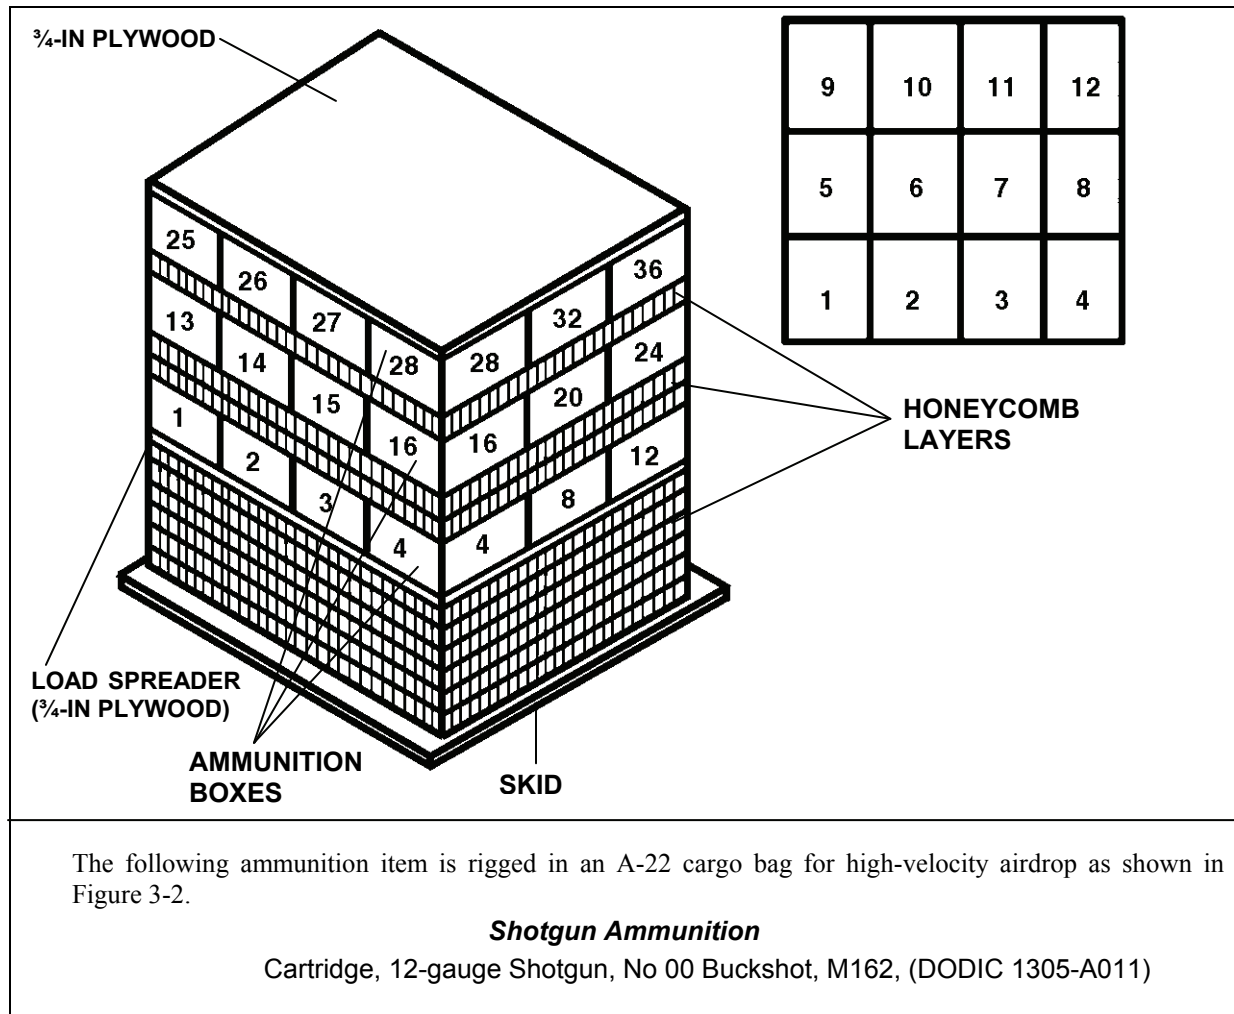 ¾-IN PLYWOOD
9 10 11 12
5 6 7 8
1 2 3 4
25 26 27 28
28 32 36
13 14 15 16
16 20 24
1 2 3 4
4 8 12
HONEYCOMB
LAYERS
LOAD SPREADER
(¾-IN PLYWOOD)
AMMUNITION
BOXES
SKID
The following ammunition item is rigged in an A-22 cargo bag for high-velocity airdrop as shown in
Figure 3-2.
Shotgun Ammunition
Cartridge, 12-gauge Shotgun, No 00 Buckshot, M162, (DODIC 1305-A011)